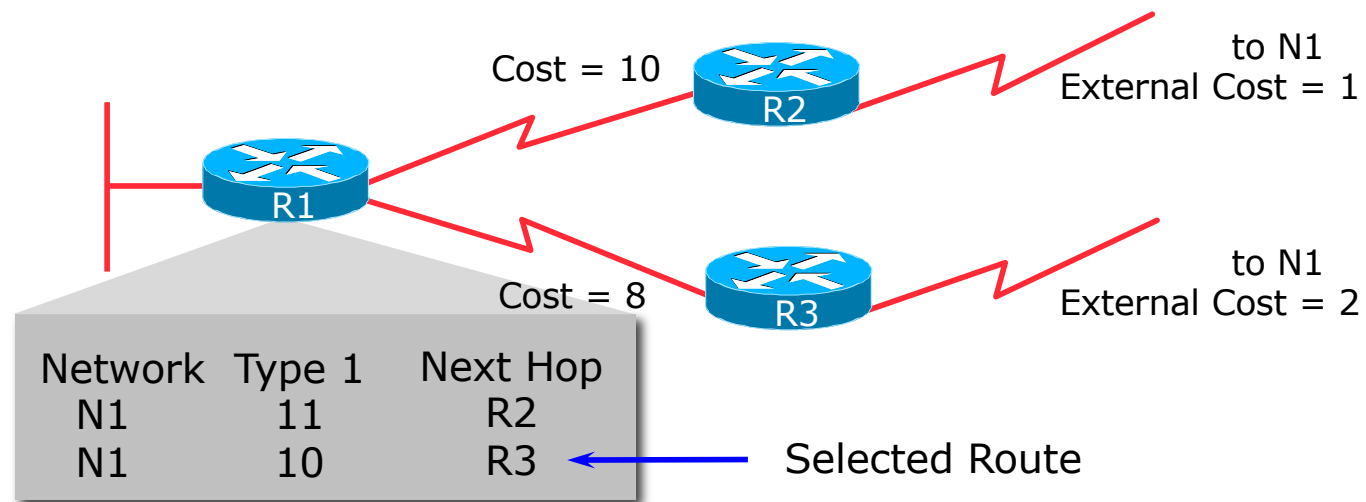 Cost = 10
R2
to N1
External Cost = 1
R1
Cost = 8
R3
to N1
External Cost = 2
Network Type 1 Next Hop
N1 11 R2
N1 10 R3
Selected Route